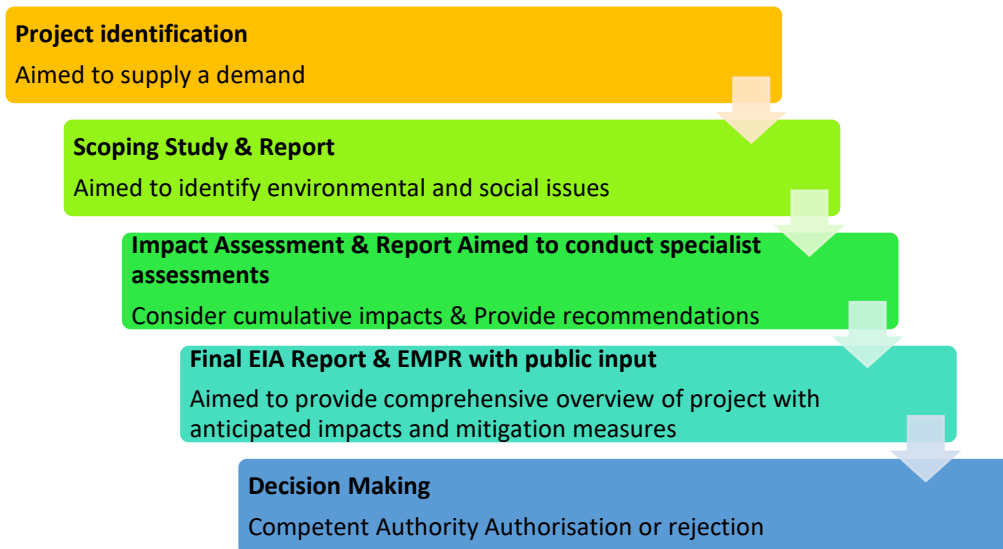 Project identification
Aimed to supply a demand
Scoping Study & Report
Aimed to identify environmental and social issues
Impact Assessment & Report Aimed to conduct specialist
assessments
Consider cumulative impacts & Provide recommendations
Final EIA Report & EMPR with public input
Aimed to provide comprehensive overview of project with
anticipated impacts and mitigation measures
Decision Making
Competent Authority Authorisation or rejection